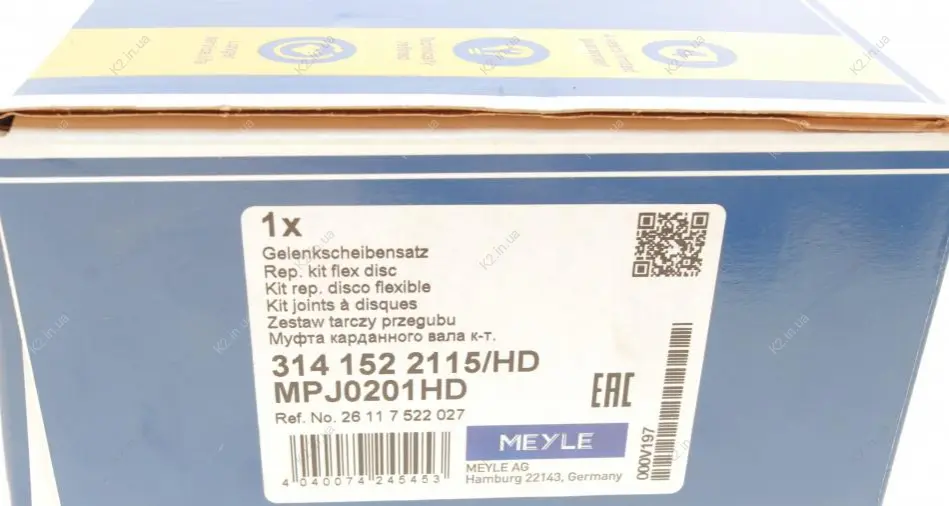 K2.in.ua
1x
Gelenkscheibensatz
Rep. kit flex disc
Kit rep. disco flexible
Kit joints à disques
Zestaw tarczy przegubu
Муфта карданного вала к-т.
314 152 2115/HD
MPJ0201HD
Ref. No. 26 11 7 522 027
EAC
4 040074 245453
MEYLE
MEYLE AG
Hamburg 22143, Germany
000V197